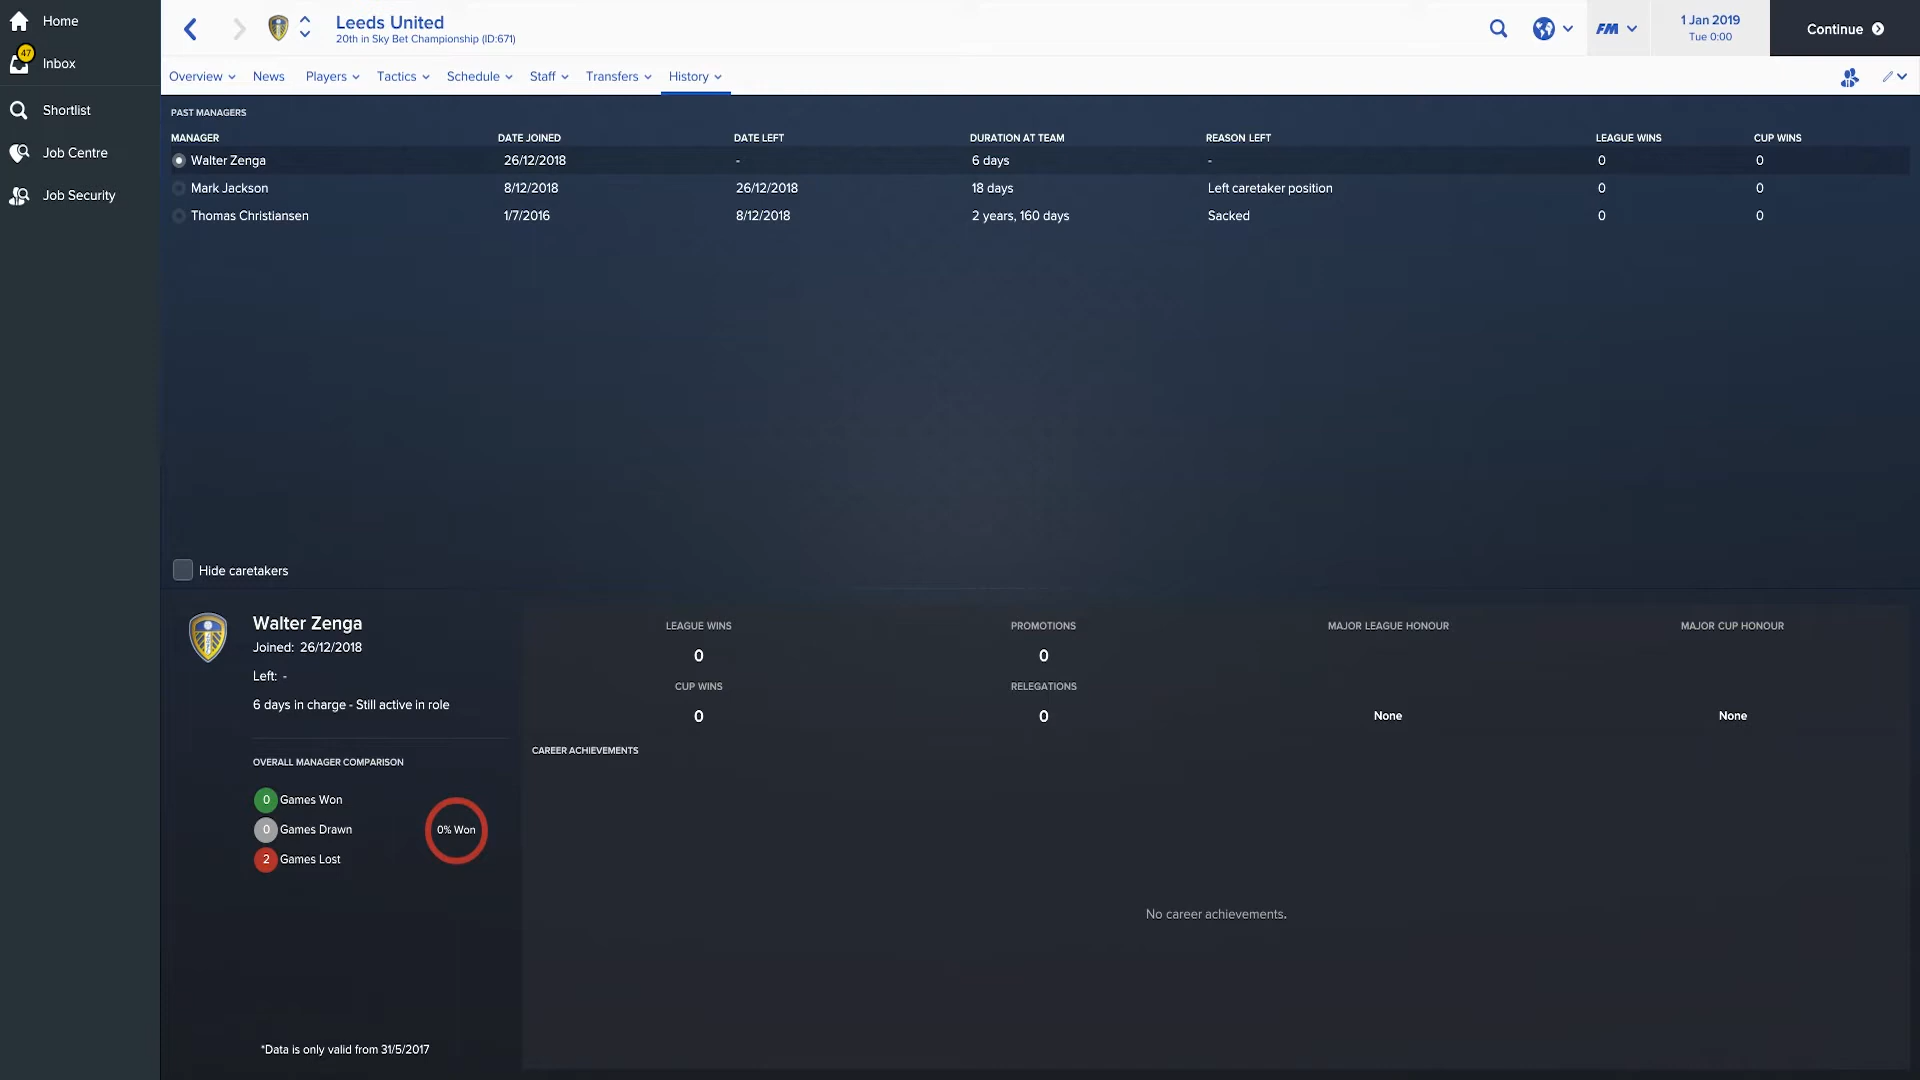 Home
47
Inbox
Shortlist
Job Centre
Job Security
Leeds United
20th in Sky Bet Championship (ID:671)
FM
1 Jan 2019
Tue 0:00
Continue
Overview News Players Tactics Schedule Staff Transfers History
PAST MANAGERS
MANAGER DATE JOINED DATE LEFT DURATION AT TEAM REASON LEFT LEAGUE WINS CUP WINS
Walter Zenga 26/12/2018 - 6 days - 0 0
Mark Jackson 8/12/2018 26/12/2018 18 days Left caretaker position 0 0
Thomas Christiansen 1/7/2016 8/12/2018 2 years, 160 days Sacked 0 0
Hide caretakers
Walter Zenga
Joined: 26/12/2018
Left: -
6 days in charge - Still active in role
OVERALL MANAGER COMPARISON
0 Games Won
0 Games Drawn
2 Games Lost
0% Won
*Data is only valid from 31/5/2017
LEAGUE WINS PROMOTIONS MAJOR LEAGUE HONOUR MAJOR CUP HONOUR
0 0
CUP WINS RELEGATIONS
0 0 None None
CAREER ACHIEVEMENTS
No career achievements.